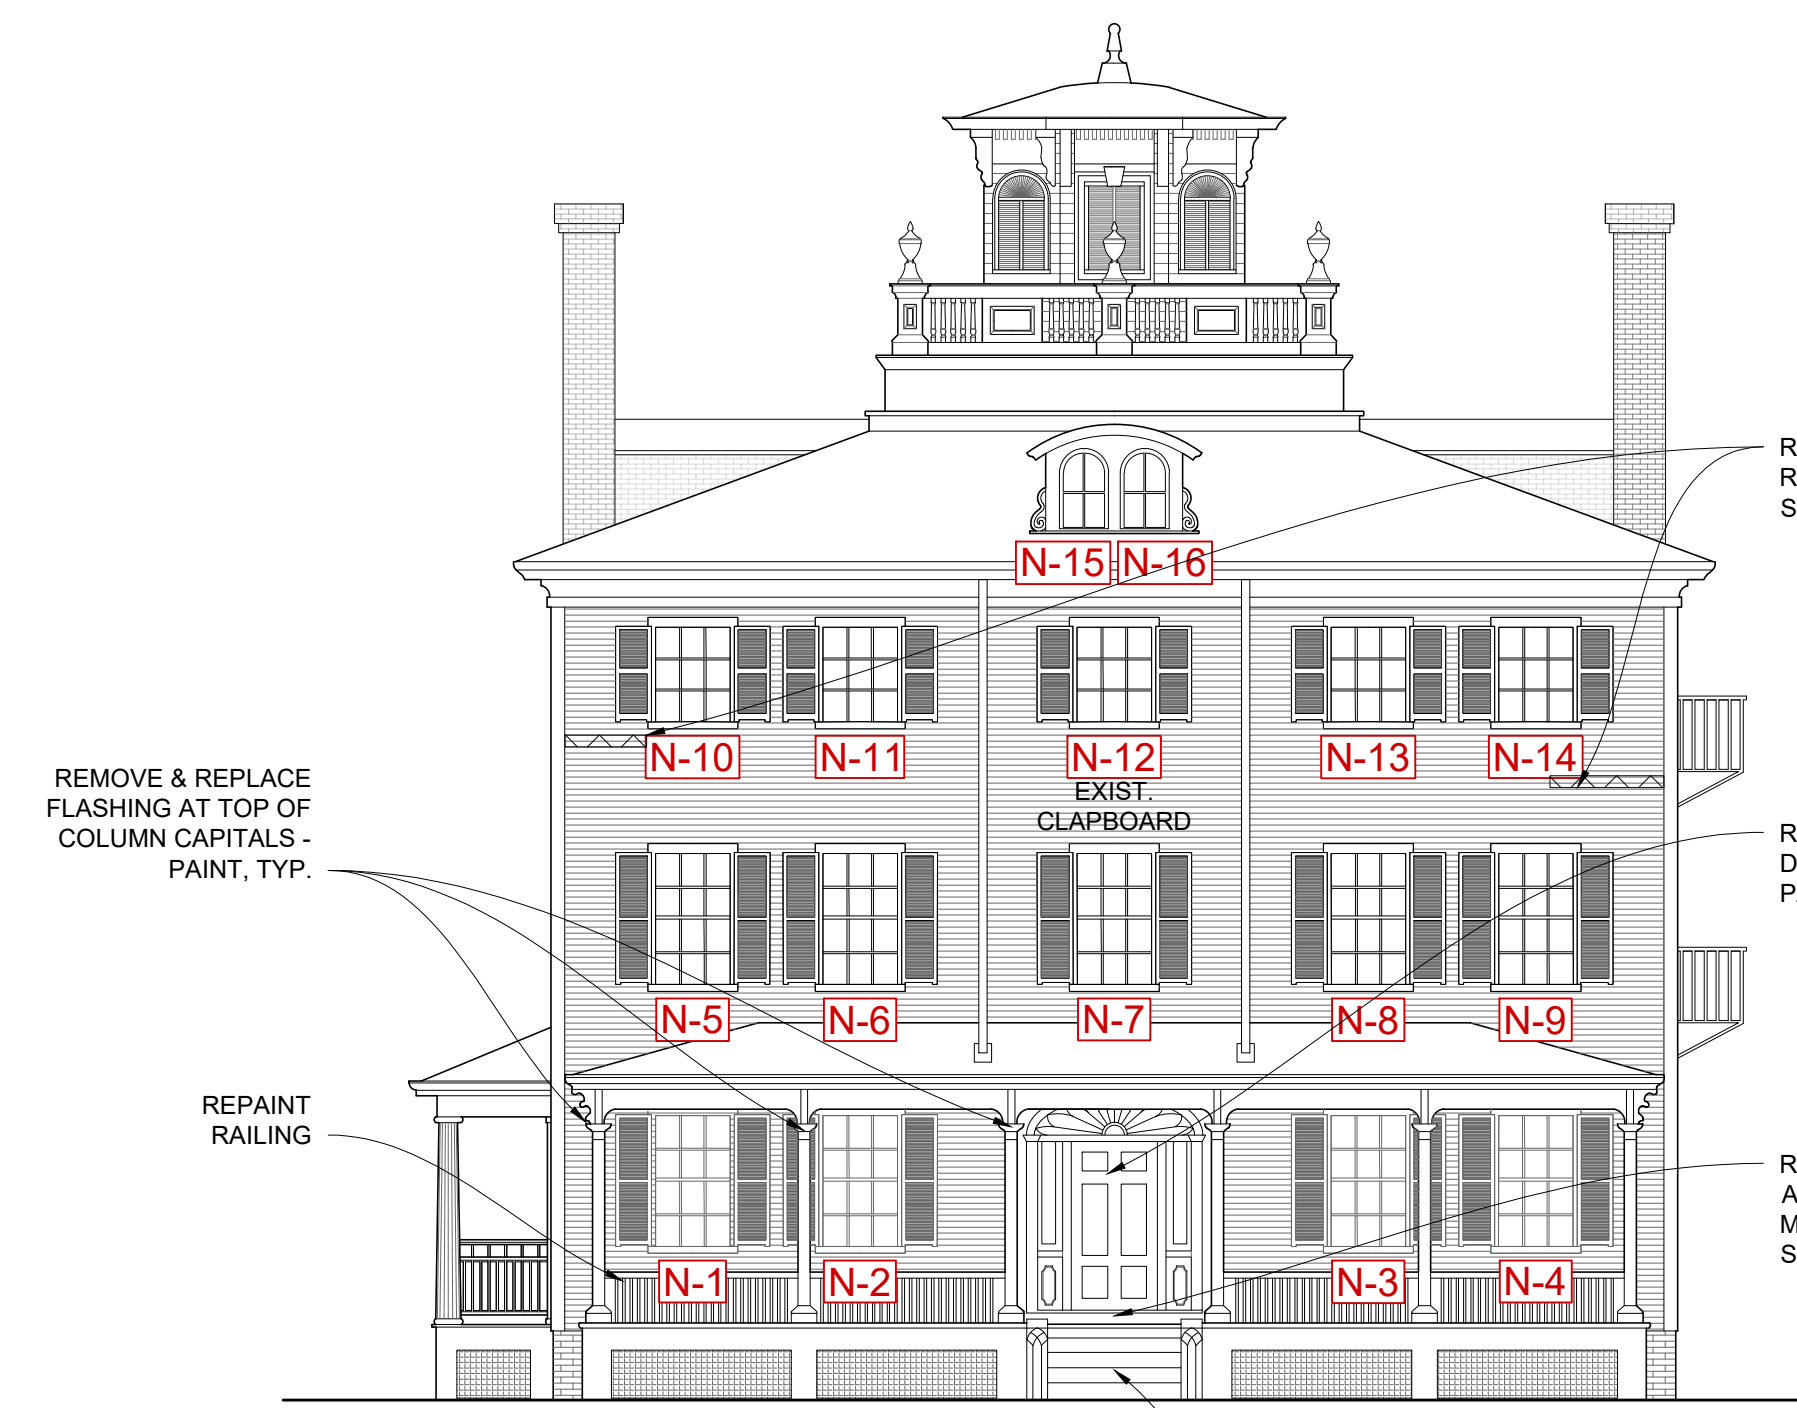 N-15 N-16
N-10 N-11 N-12 N-13 N-14
EXIST.
CLAPBOARD
REMOVE & REPLACE
FLASHING AT TOP OF
COLUMN CAPITALS -
PAINT, TYP.
N-5 N-6 N-7 N-8 N-9
REPAINT
RAILING
N-1 N-2 N-3 N-4